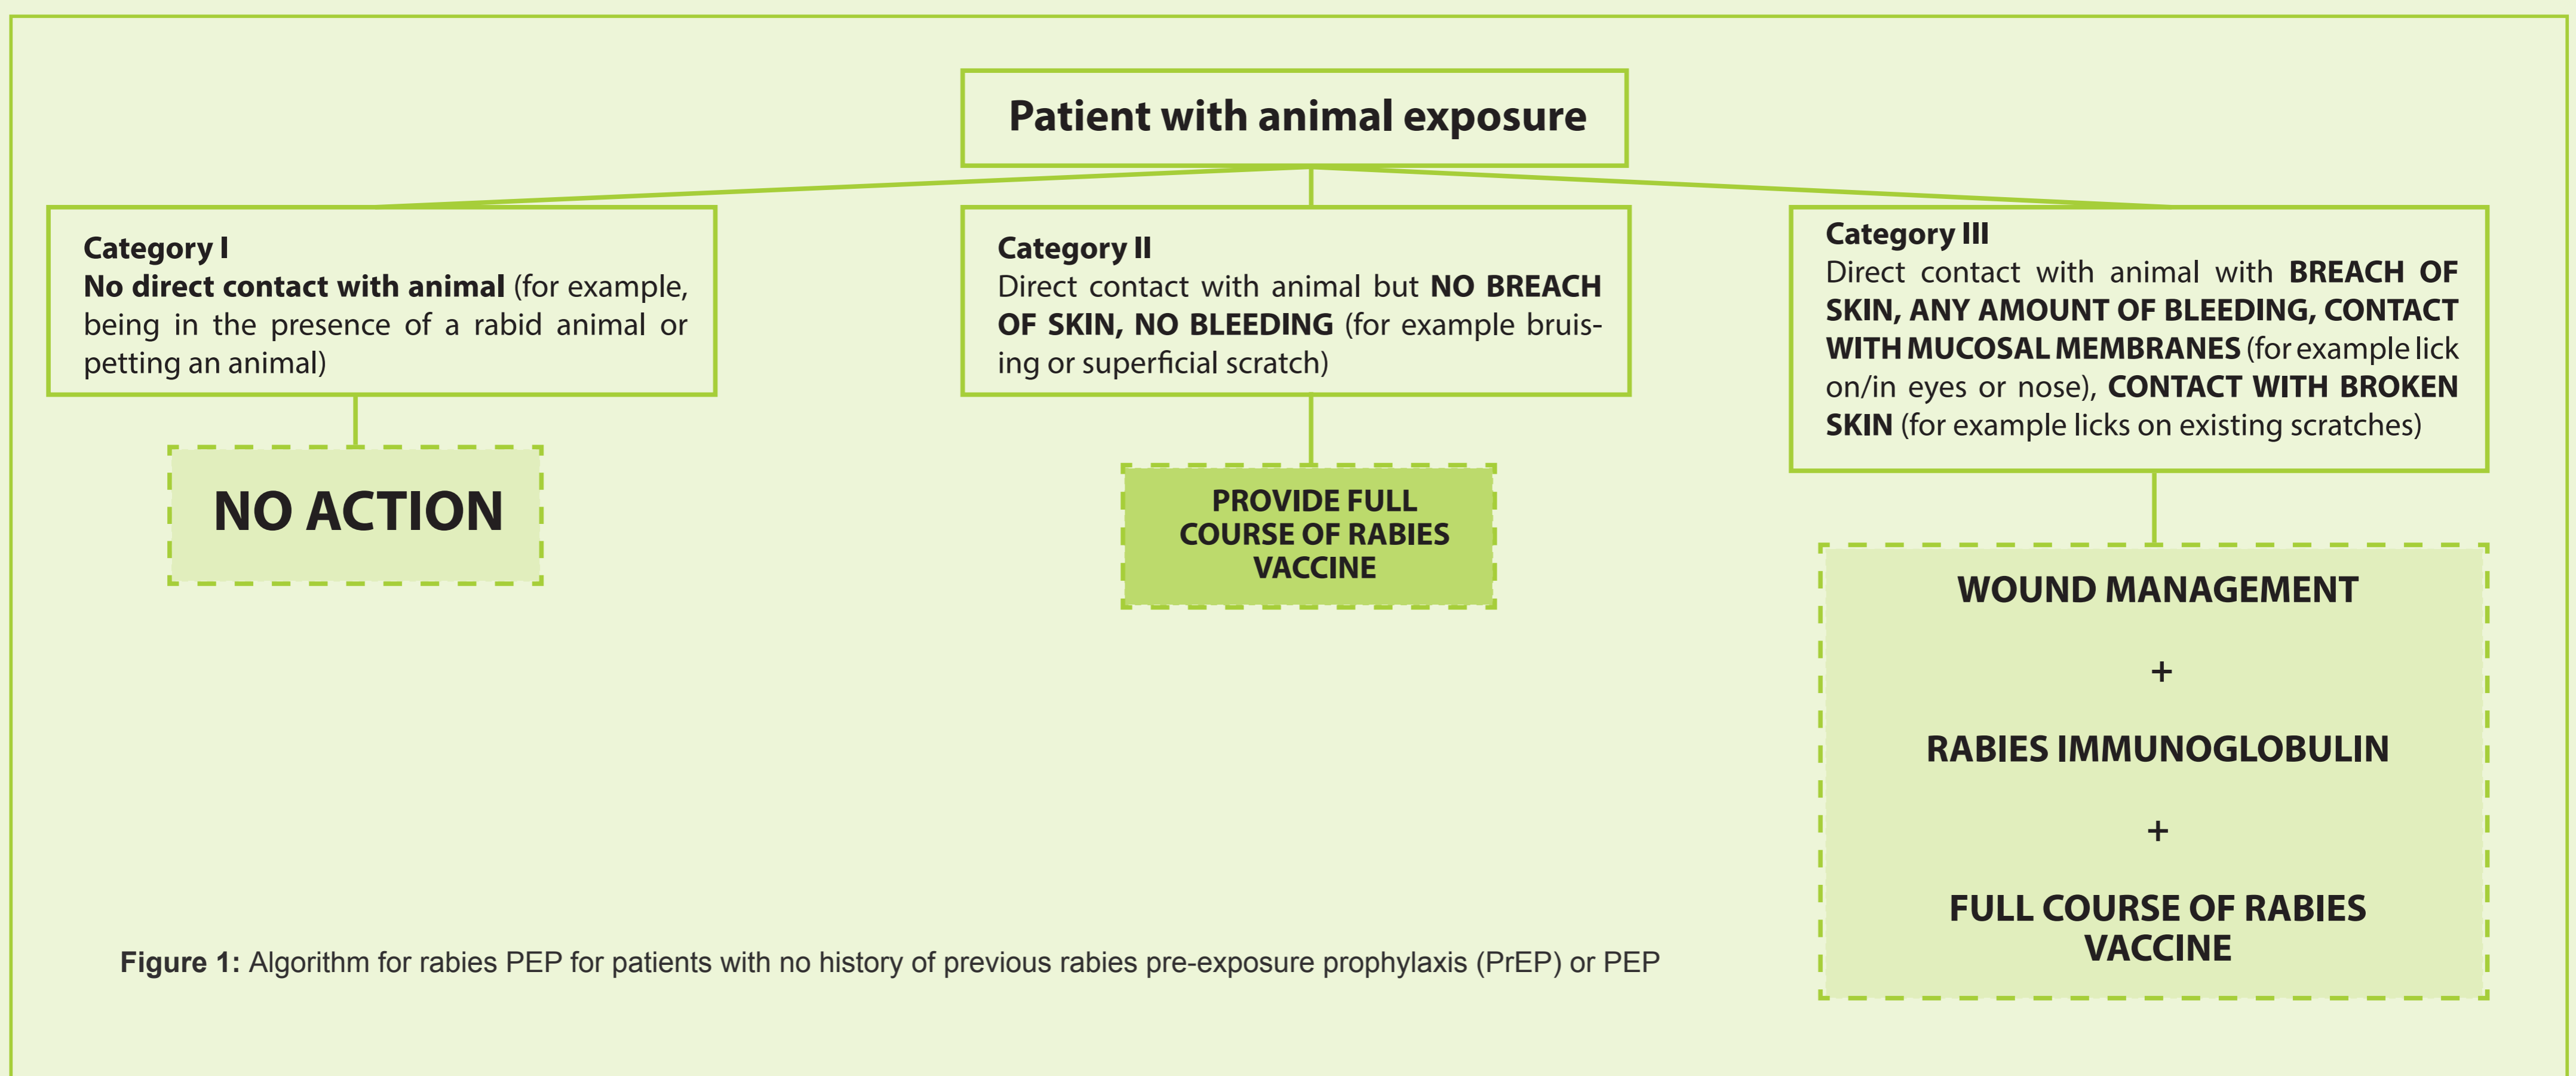 Patient with animal exposure
Category I
No direct contact with animal (for example,
being in the presence of a rabid animal or
petting an animal)
NO ACTION
Category II
Direct contact with animal but NO BREACH
OF SKIN, NO BLEEDING (for example bruis-
ing or superficial scratch)
PROVIDE FULL
COURSE OF RABIES
VACCINE
Category III
Direct contact with animal with BREACH OF
SKIN, ANY AMOUNT OF BLEEDING, CONTACT
WITH MUCOSAL MEMBRANES (for example lick
on/in eyes or nose), CONTACT WITH BROKEN
SKIN (for example licks on existing scratches)
WOUND MANAGEMENT
+
RABIES IMMUNOGLOBULIN
+
FULL COURSE OF RABIES
VACCINE
Figure 1: Algorithm for rabies PEP for patients with no history of previous rabies pre-exposure prophylaxis (PrEP) or PEP